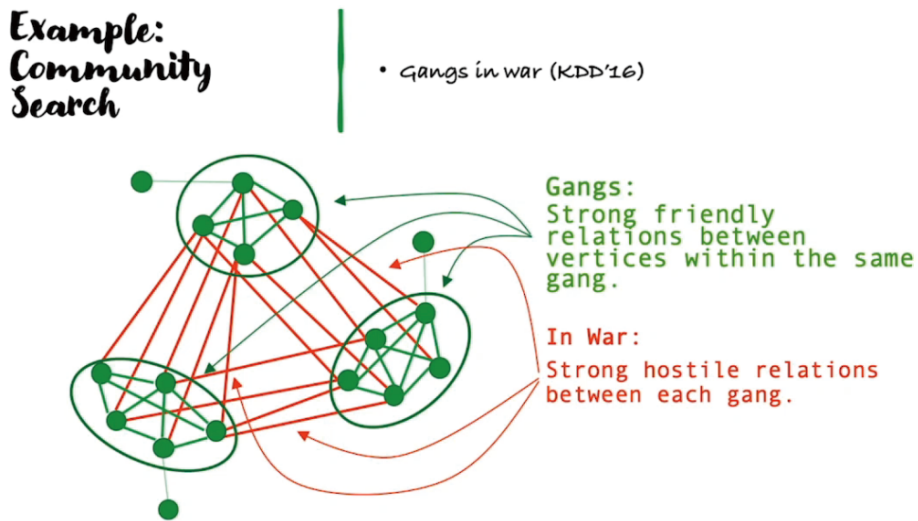 Example:
Community
Search
• Gangs in war (KDD'16)
Gangs:
Strong friendly
relations between
vertices within the same
gang.
In War:
Strong hostile relations
between each gang.